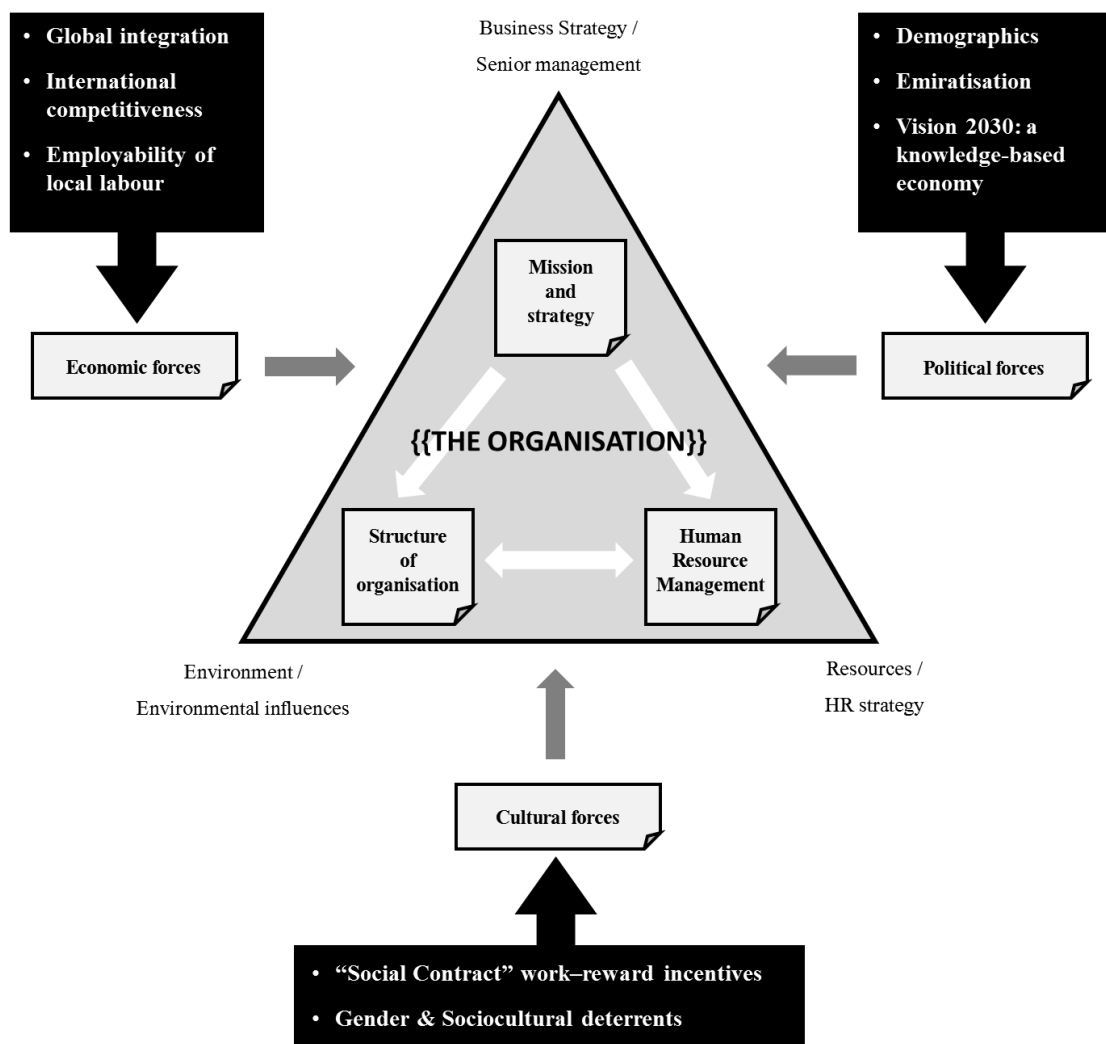 • Global integration
• International
competitiveness
• Employability of
local labour
Business Strategy /
Senior management
• Demographics
• Emiratisation
• Vision 2030: a
knowledge-based
economy
Economic forces
Mission
and
strategy
Political forces
{{THE ORGANISATION}}
Structure
of
organisation
Human
Resource
Management
Environment /
Environmental influences
Resources /
HR strategy
Cultural forces
• “Social Contract” work–reward incentives
• Gender & Sociocultural deterrents